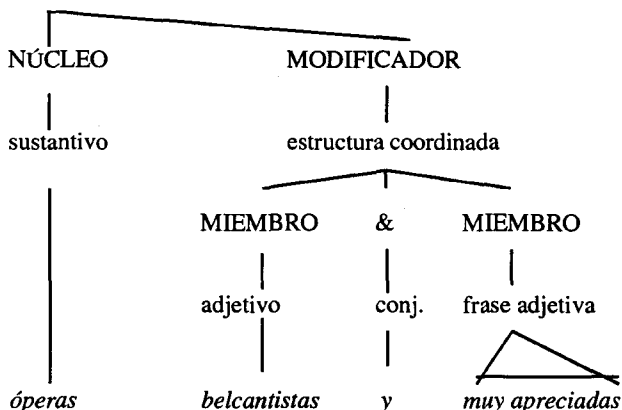 NÚCLEO MODIFICADOR
sustantivo estructura coordinada
MIEMBRO & MIEMBRO
adjetivo conj. frase adjetiva
óperas belcantistas y muy apreciadas